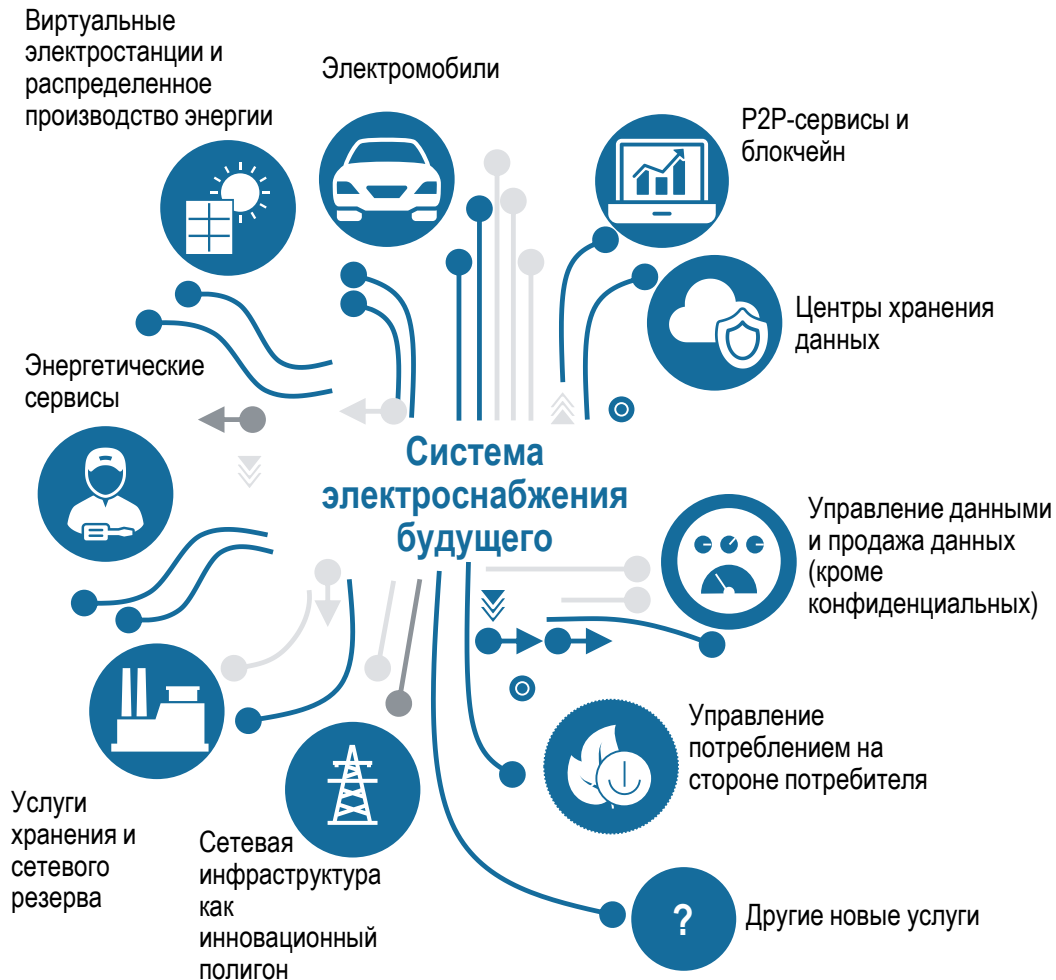 Виртуальные
электростанции и
распределенное
производство энергии
Электромобили
P2P-сервисы и
блокчейн
Центры хранения
данных
Энергетические
сервисы
Система
электроснабжения
будущего
Управление данными
и продажа данных
(кроме
конфиденциальных)
Управление
потреблением на
стороне потребителя
Услуги
хранения и
сетевого
резерва
Сетевая
инфраструктура
как
инновационный
полигон
?
Другие новые услуги